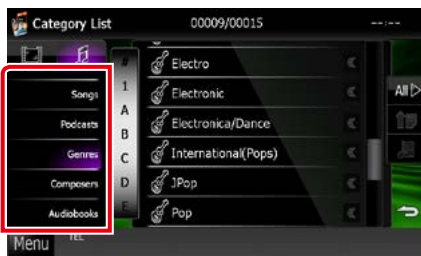 Category List 00009/00015 --:--
#
1
A
B
C
D
E
Songs
Podcasts
Genres
Composers
Audiobooks
Electro
Electronic
Electronica/Dance
International(Pops)
JPop
Pop
All
Menu TEL